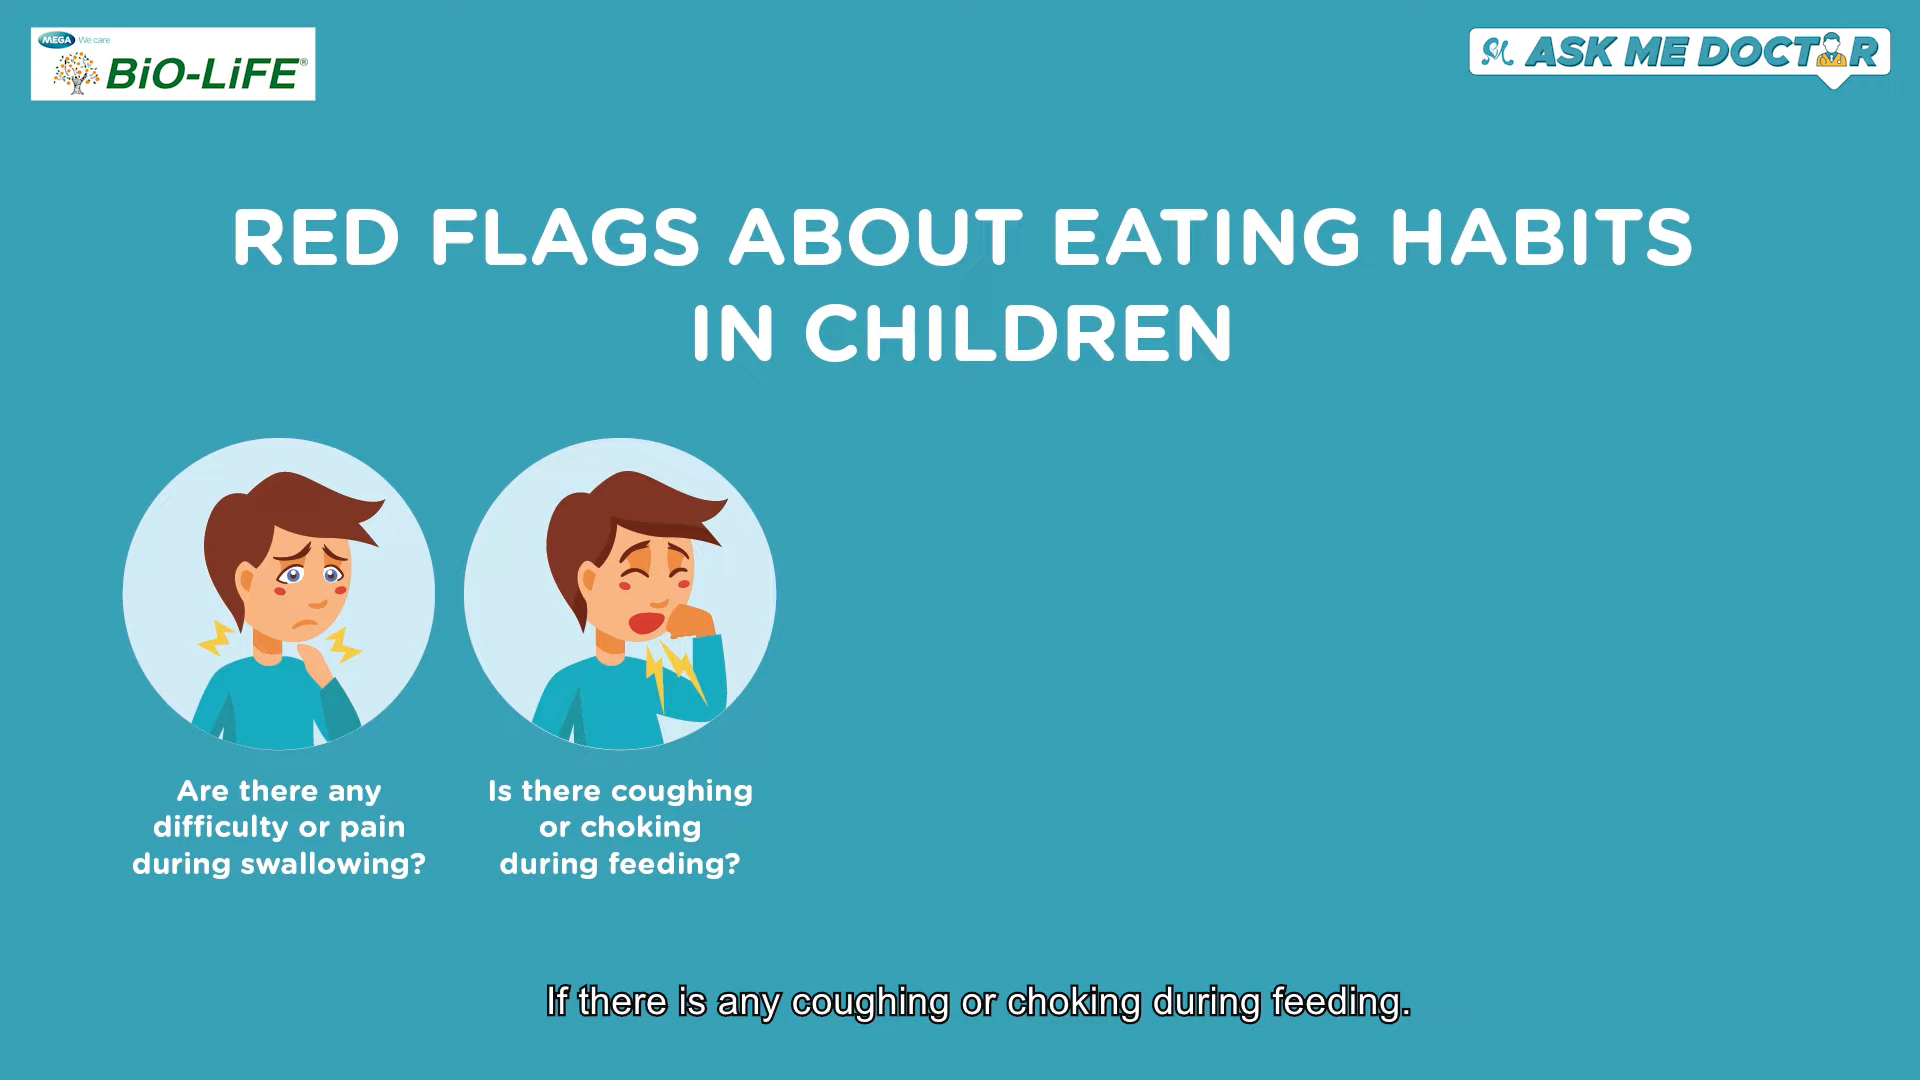 MEGA We care
BiO-LiFE®
ASK ME DOCTOR
RED FLAGS ABOUT EATING HABITS
IN CHILDREN
Are there any
difficulty or pain
during swallowing?
Is there coughing
or choking
during feeding?
If there is any coughing or choking during feeding.